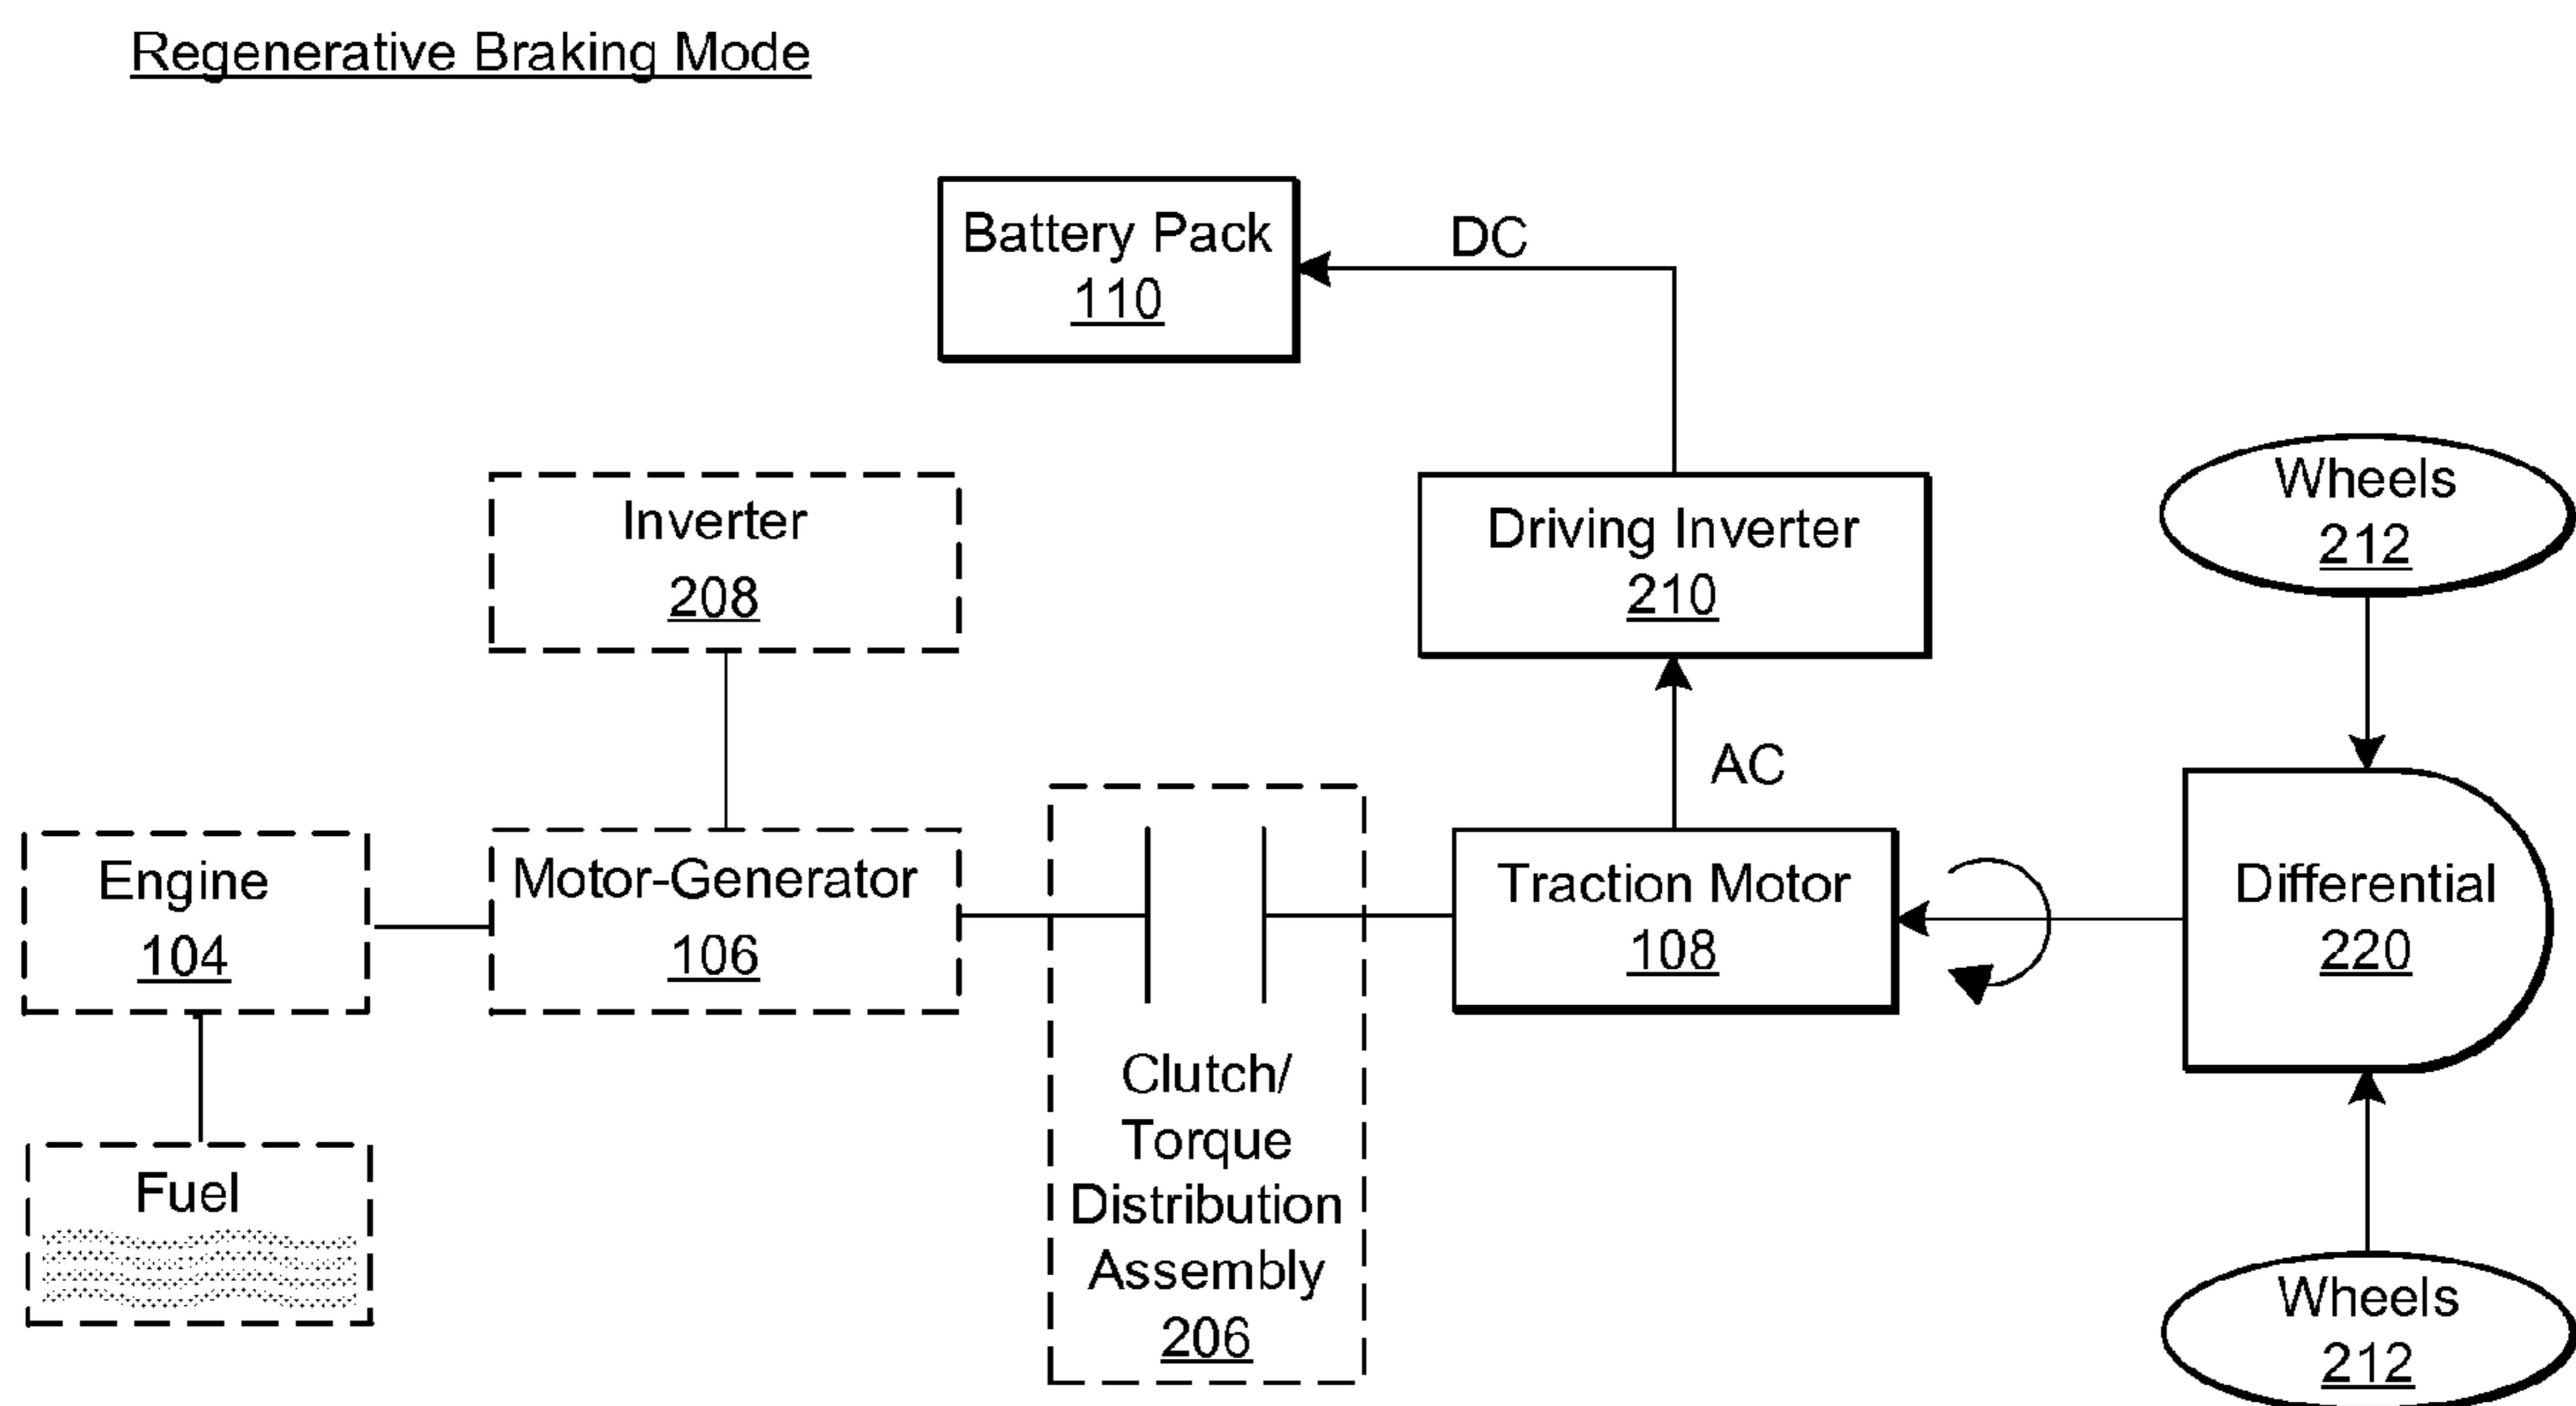 Regenerative Braking Mode
Battery Pack
110
DC
Inverter
208
Driving Inverter
210
Wheels
212
AC
Engine
104
Motor-Generator
106
Traction Motor
108
Differential
220
Fuel
Clutch/
Torque
Distribution
Assembly
206
Wheels
212